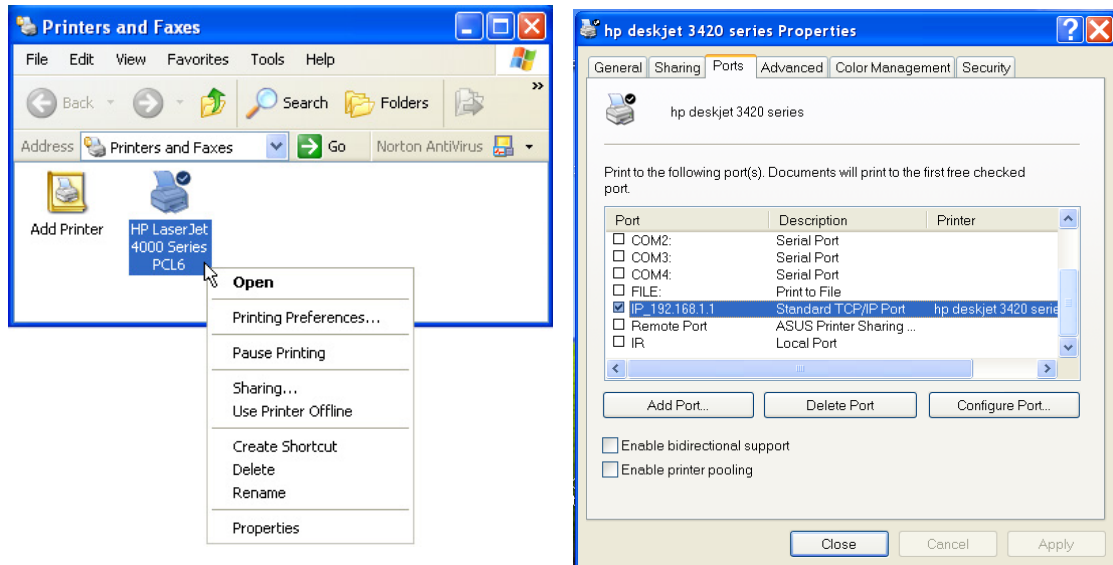 Printers and Faxes
File Edit View Favorites Tools Help
Back Search Folders »
Address Printers and Faxes Go Norton AntiVirus
Add Printer
HP LaserJet
4000 Series
PCL6
Open
Printing Preferences...
Pause Printing
Sharing...
Use Printer Offline
Create Shortcut
Delete
Rename
Properties
hp deskjet 3420 series Properties
General Sharing Ports Advanced Color Management Security
hp deskjet 3420 series
Print to the following port(s). Documents will print to the first free checked
port.
Port Description Printer
COM2: Serial Port
COM3: Serial Port
COM4: Serial Port
FILE: Print to File
IP_192.168.1.1 Standard TCP/IP Port hp deskjet 3420 serie
Remote Port ASUS Printer Sharing ...
IR Local Port
Add Port... Delete Port Configure Port...
Enable bidirectional support
Enable printer pooling
Close Cancel Apply